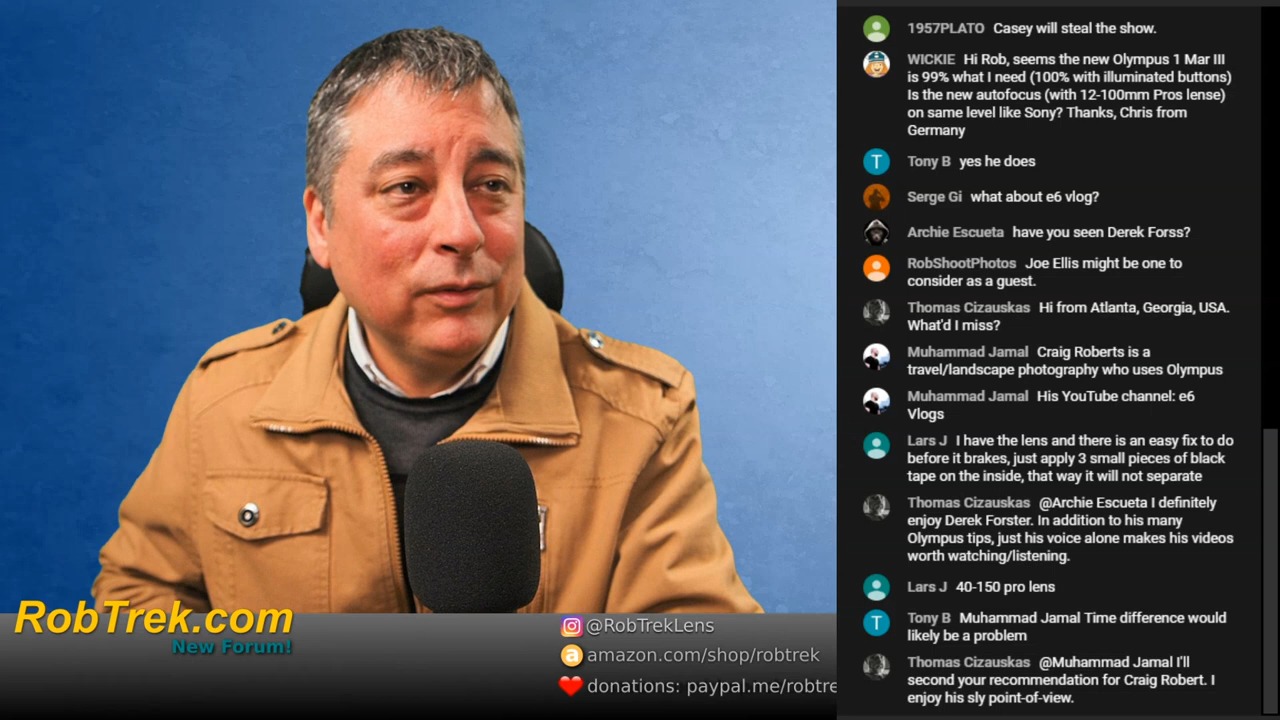 1957PLATO Casey will steal the show.
WICKIE Hi Rob, seems the new Olympus 1 Mar III
is 99% what I need (100% with illuminated buttons)
Is the new autofocus (with 12-100mm Pros lense)
on same level like Sony? Thanks, Chris from
Germany
T
Tony B yes he does
Serge Gi what about e6 vlog?
Archie Escueta have you seen Derek Forss?
RobShootPhotos Joe Ellis might be one to
consider as a guest.
Thomas Cizauskas Hi from Atlanta, Georgia, USA.
What'd I miss?
Muhammad Jamal Craig Roberts is a
travel/landscape photography who uses Olympus
Muhammad Jamal His YouTube channel: e6
Vlogs
Lars J I have the lens and there is an easy fix to do
before it brakes, just apply 3 small pieces of black
tape on the inside, that way it will not separate
Thomas Cizauskas @Archie Escueta I definitely
enjoy Derek Forster. In addition to his many
Olympus tips, just his voice alone makes his videos
worth watching/listening.
Lars J 40-150 pro lens
T
Tony B Muhammad Jamal Time difference would
likely be a problem
Thomas Cizauskas @Muhammad Jamal I'll
second your recommendation for Craig Robert. I
enjoy his sly point-of-view.
RobTrek.com
New Forum!
@RobTrekLens
a
amazon.com/shop/robtrek
donations: paypal.me/robtre